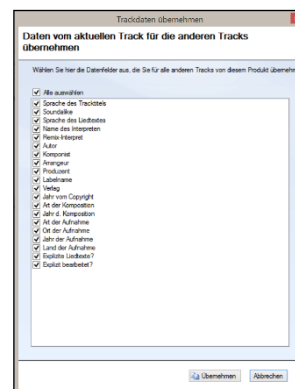 Trackdaten übernehmen
Daten vom aktuellen Track für die anderen Tracks
übernehmen
Wählen Sie hier die Datenfelder aus, die Sie für alle anderen Tracks von diesem Produkt übernehm
Alle auswählen
Sprache des Tracktitels
Soundalike
Sprache des Liedtextes
Name des Interpreten
Remix-Interpret
Autor
Komponist
Arrangeur
Produzent
Labelname
Verlag
Jahr vom Copyright
Art der Komposition
Jahr d. Komposition
Art der Aufnahme
Ort der Aufnahme
Jahr der Aufnahme
Land der Aufnahme
Explizite Liedtexte?
Explizit bearbeitet?
Übernehmen
Abbrechen